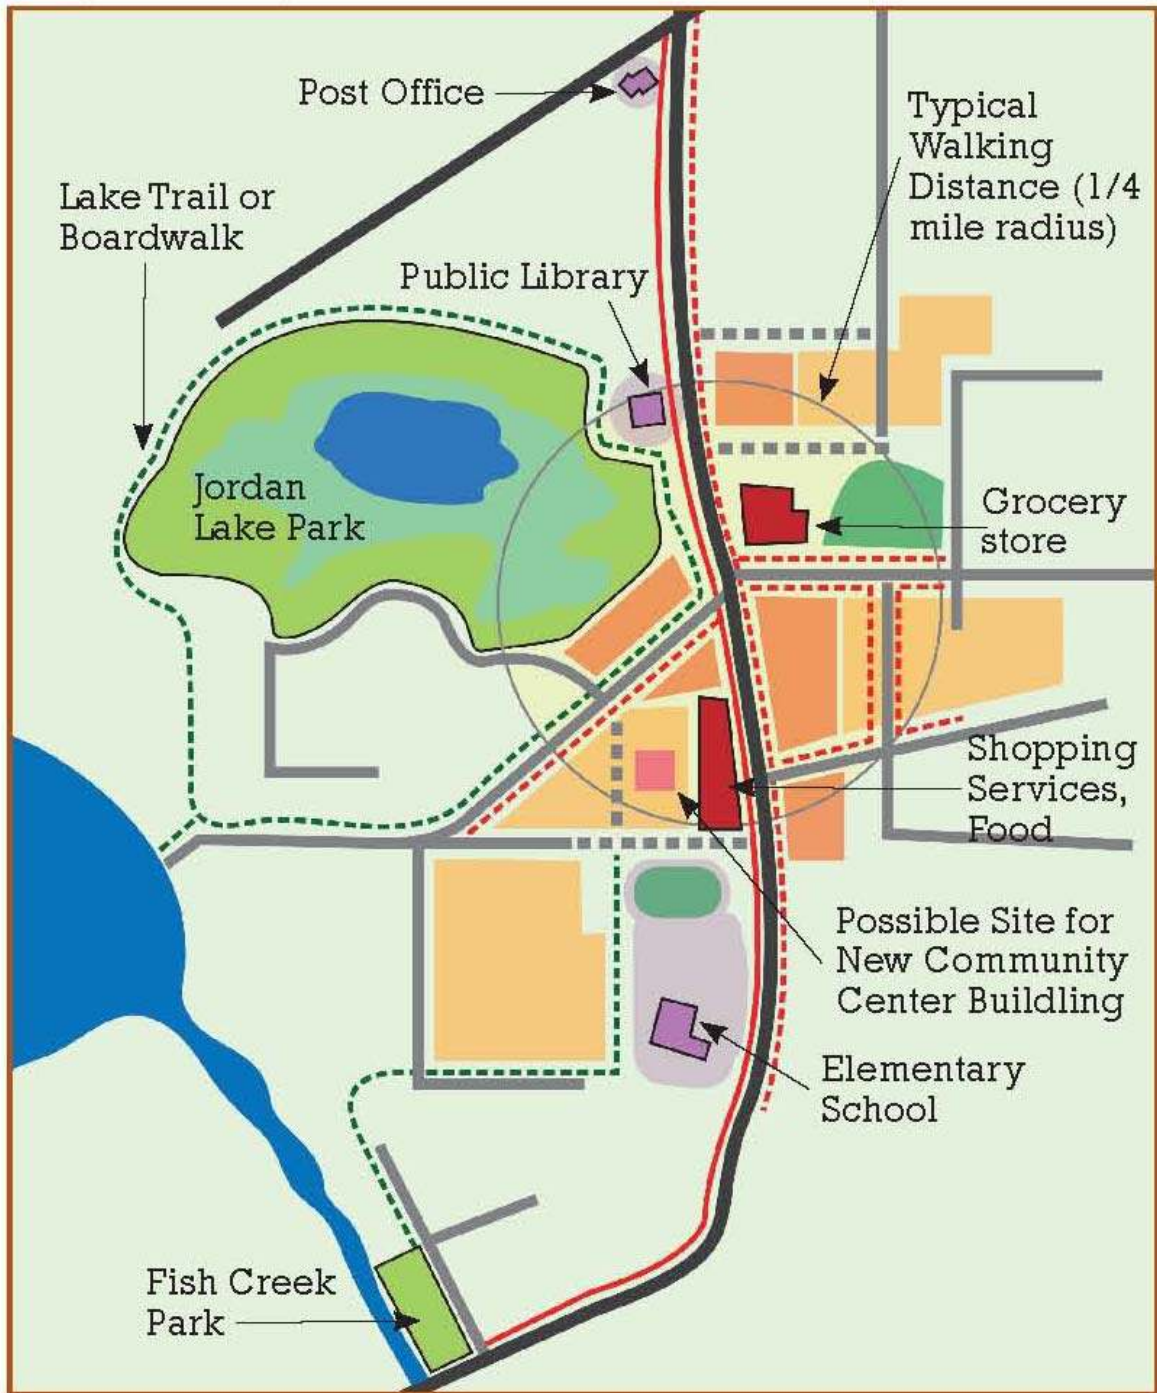 Post Office
Typical
Walking
Distance (1/4
mile radius)
Lake Trail or
Boardwalk
Public Library
Jordan
Lake Park
Grocery
store
Shopping
Services,
Food
Possible Site for
New Community
Center Buildling
Elementary
School
Fish Creek
Park